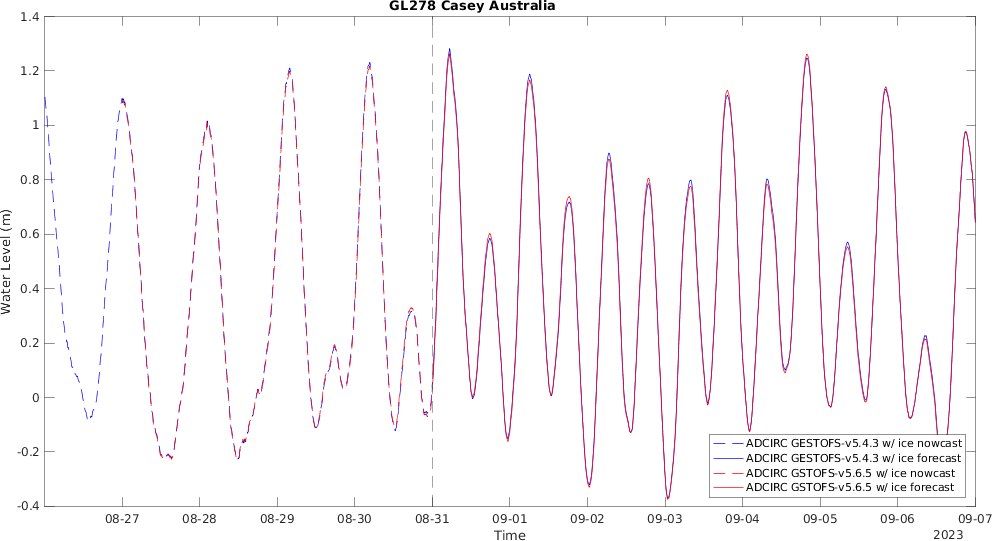 GL278 Casey Australia
1.4
1.2
1
0.8
0.6
0.4
0.2
0
-0.2
-0.4
Water Level (m)
ADCIRC GESTOFS-v5.4.3 w/ ice nowcast
ADCIRC GESTOFS-v5.4.3 w/ ice forecast
ADCIRC GSTOFS-v5.6.5 w/ ice nowcast
ADCIRC GSTOFS-v5.6.5 w/ ice forecast
08-27 08-28 08-29 08-30 08-31 09-01 09-02 09-03 09-04 09-05 09-06 09-07
Time
2023